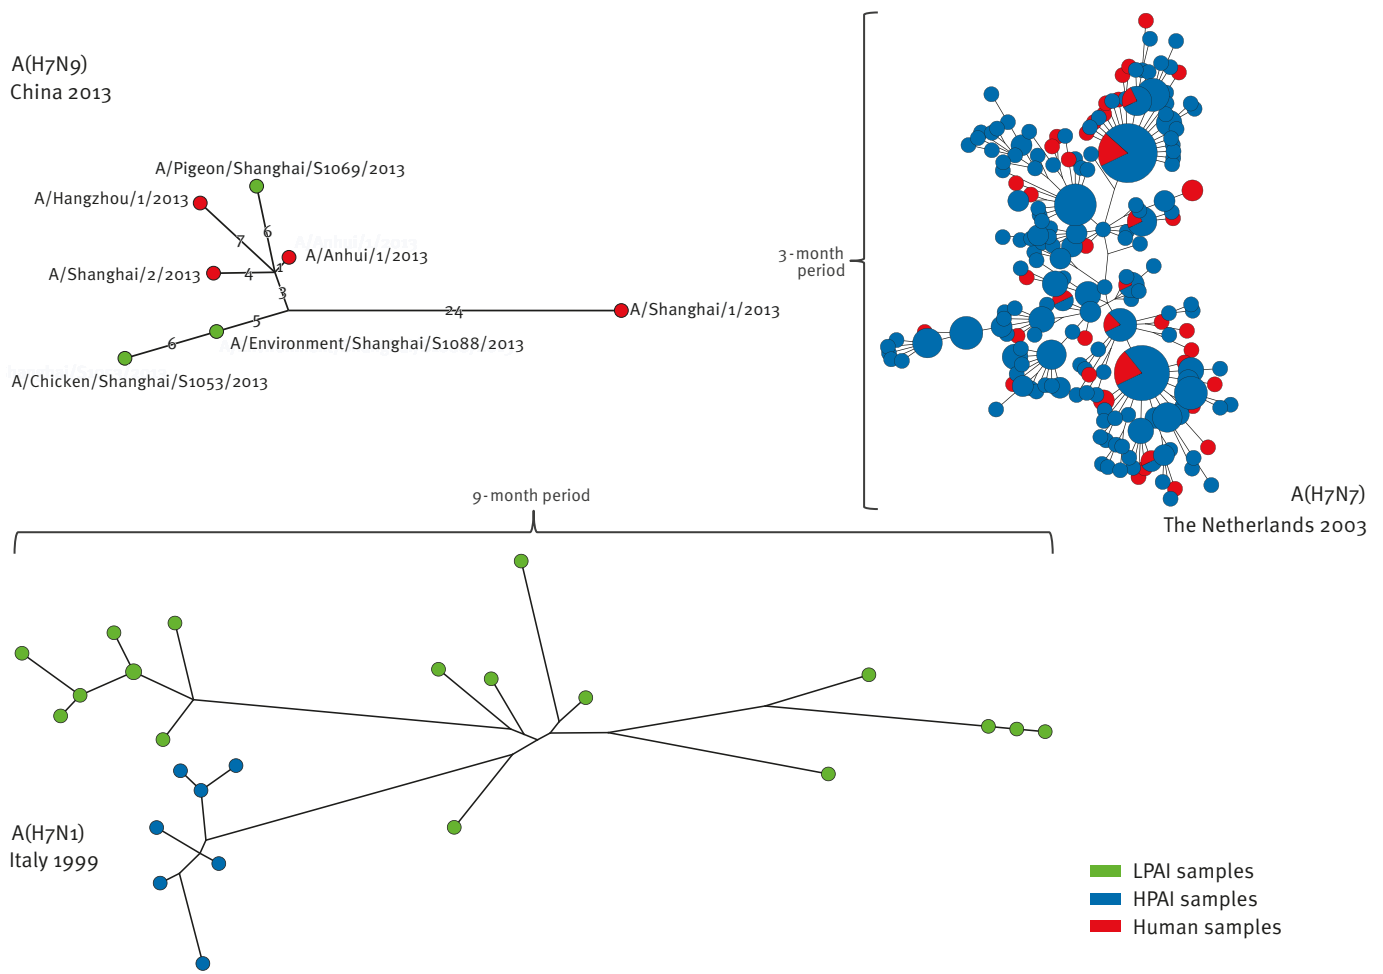 A(H7N9)
China 2013
A/Pigeon/Shanghai/S1069/2013
A/Hangzhou/1/2013
6
7
A/Anhui/1/2013
A/Shanghai/2/2013
4
1
3
24
A/Shanghai/1/2013
5
6
A/Environment/Shanghai/S1088/2013
A/Chicken/Shanghai/S1053/2013
3-month
period
A(H7N7)
The Netherlands 2003
9-month period
A(H7N1)
Italy 1999
LPAI samples
HPAI samples
Human samples